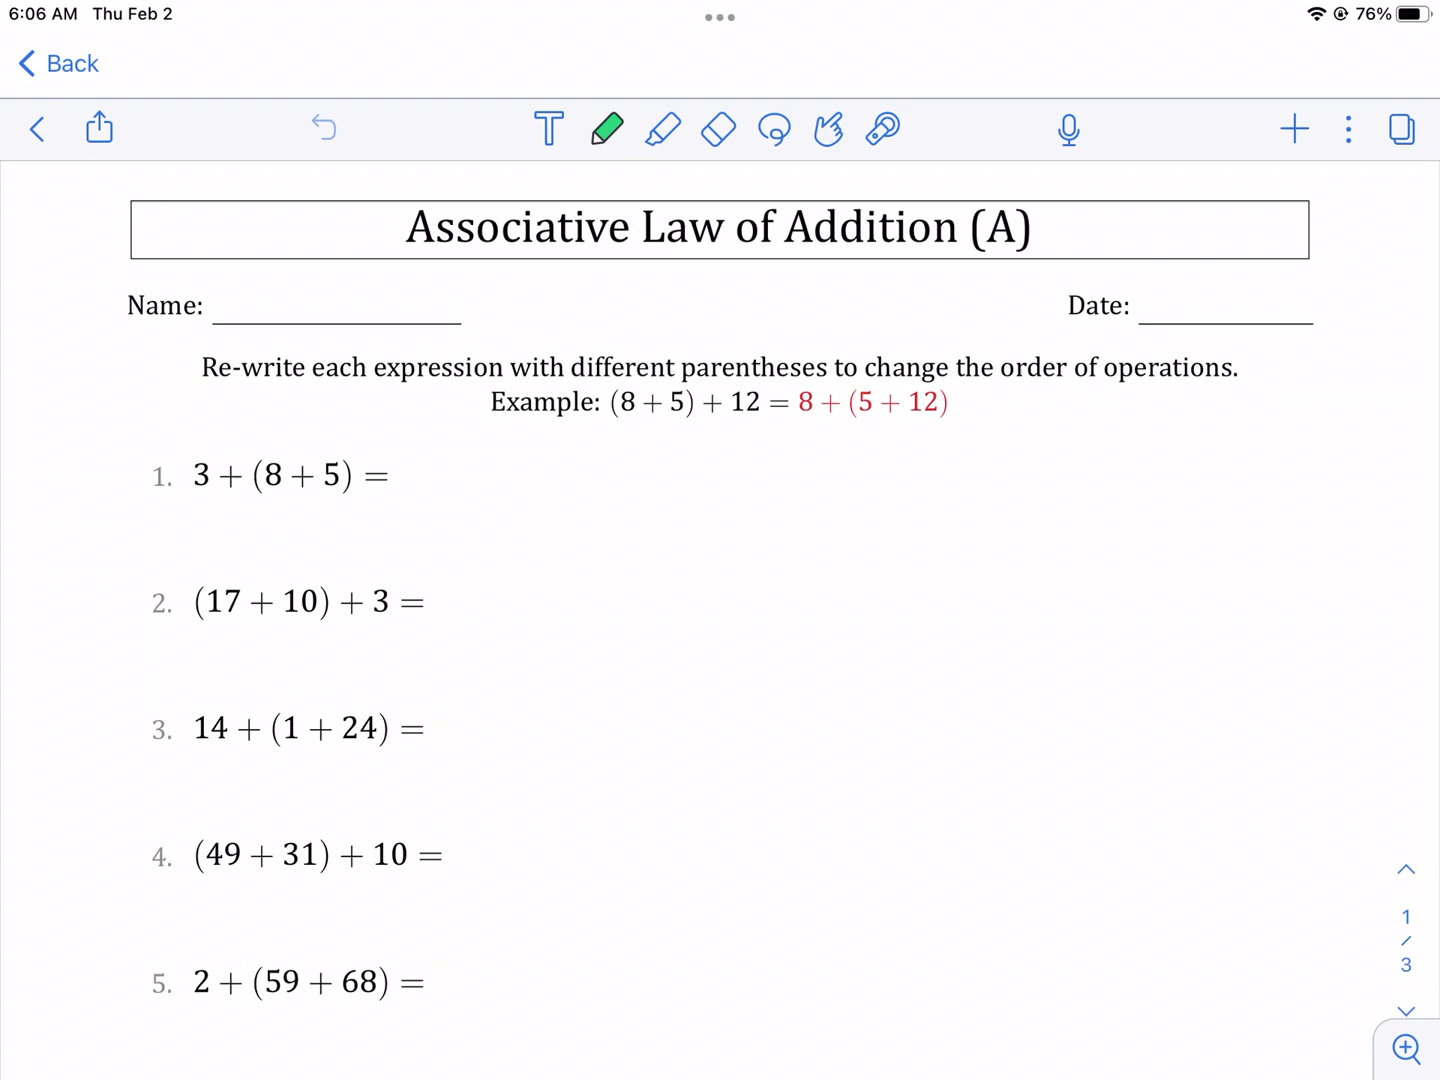 6:06 AM Thu Feb 2
76%
Back
Associative Law of Addition (A)
Name:
Date:
Re-write each expression with different parentheses to change the order of operations.
Example: (8 + 5) + 12 = 8 + (5 + 12)
1. 3 + (8 + 5) =
2. (17 + 10) + 3 =
3. 14 + (1 + 24) =
4. (49 + 31) + 10 =
5. 2 + (59 + 68) =
1
/
3